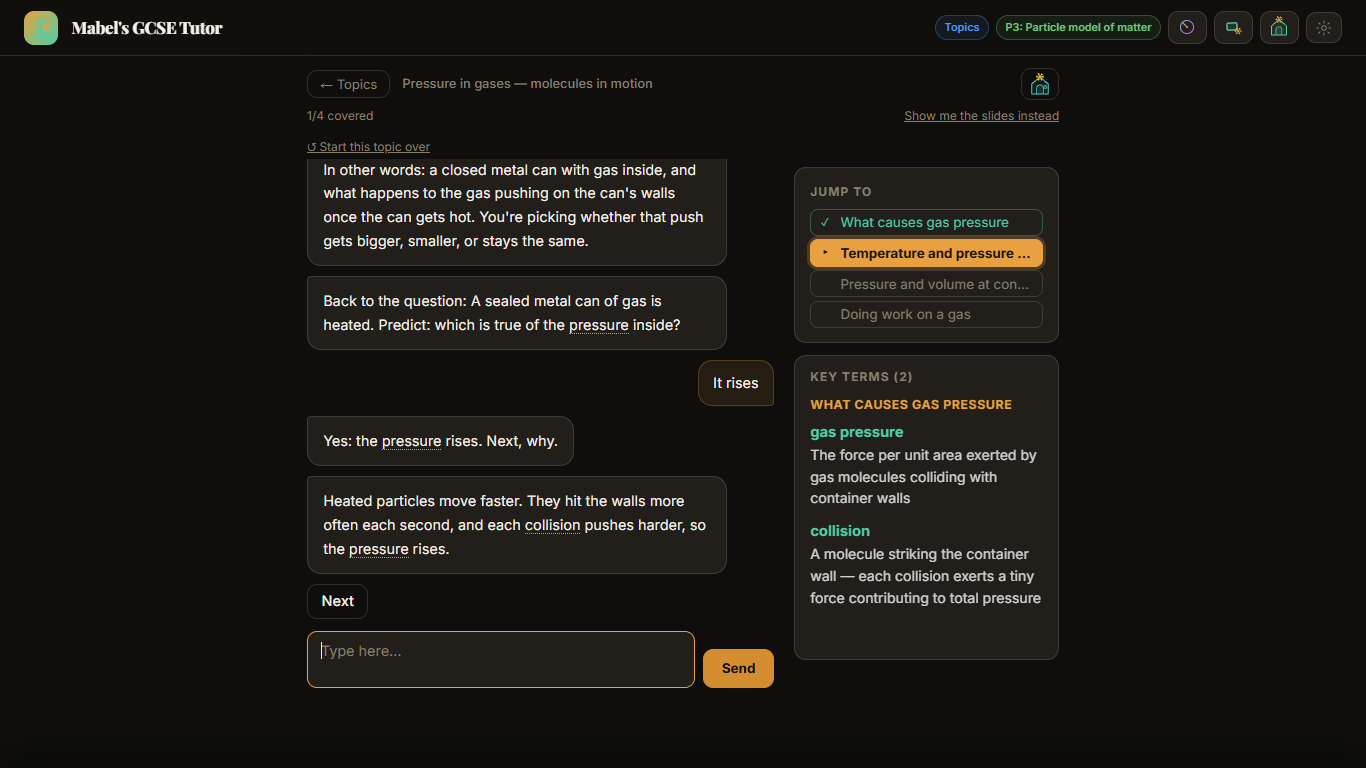 Mabel's GCSE Tutor
Topics
P3: Particle model of matter
← Topics
Pressure in gases — molecules in motion
1/4 covered
Show me the slides instead
↺ Start this topic over
In other words: a closed metal can with gas inside, and
what happens to the gas pushing on the can's walls
once the can gets hot. You're picking whether that push
gets bigger, smaller, or stays the same.
Back to the question: A sealed metal can of gas is
heated. Predict: which is true of the pressure inside?
It rises
Yes: the pressure rises. Next, why.
Heated particles move faster. They hit the walls more
often each second, and each collision pushes harder, so
the pressure rises.
Next
Type here...
Send
JUMP TO
✓ What causes gas pressure
‣ Temperature and pressure ...
Pressure and volume at con...
Doing work on a gas
KEY TERMS (2)
WHAT CAUSES GAS PRESSURE
gas pressure
The force per unit area exerted by
gas molecules colliding with
container walls
collision
A molecule striking the container
wall — each collision exerts a tiny
force contributing to total pressure